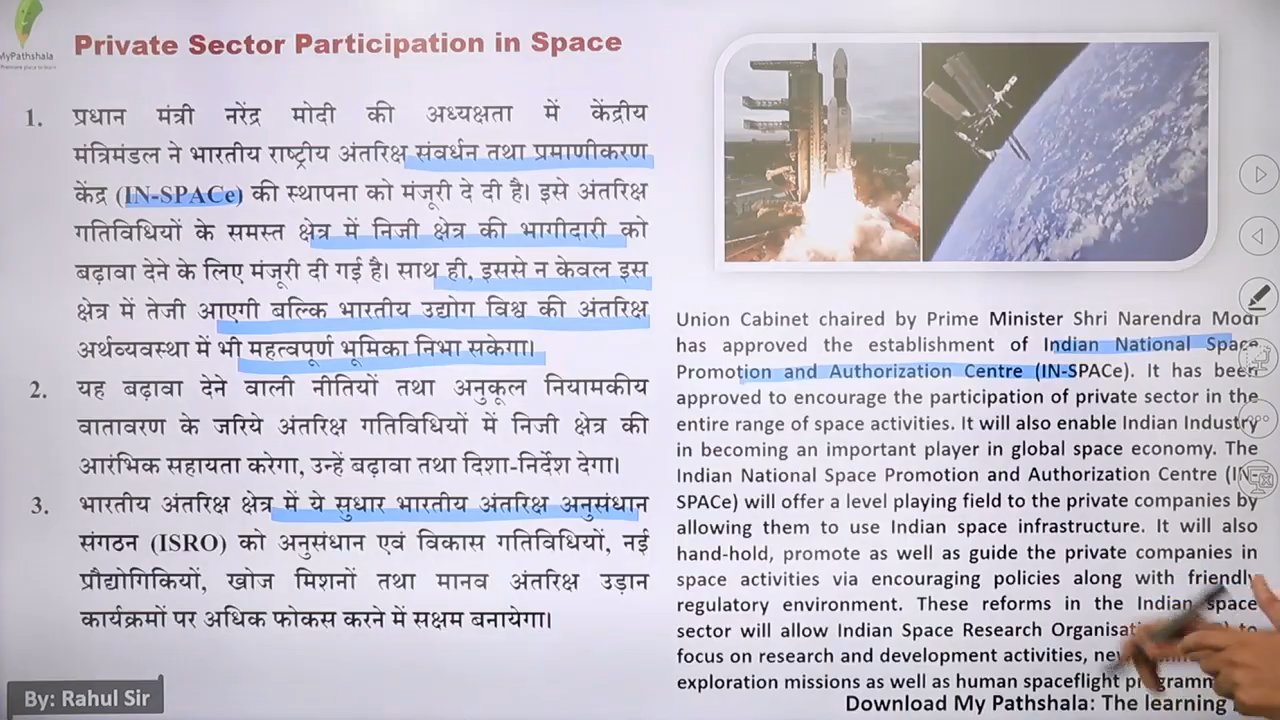 MyPathshala
Private Sector Participation in Space
1. प्रधान मंत्री नरेंद्र मोदी की अध्यक्षता में केंद्रीय
मंत्रिमंडल ने भारतीय राष्ट्रीय अंतरिक्ष संवर्धन तथा प्रमाणीकरण
केंद्र (IN-SPACe) की स्थापना को मंजूरी दे दी है। इसे अंतरिक्ष
गतिविधियों के समस्त क्षेत्र में निजी क्षेत्र की भागीदारी को
बढ़ावा देने के लिए मंजूरी दी गई है। साथ ही, इससे न केवल इस
क्षेत्र में तेजी आएगी बल्कि भारतीय उद्योग विश्व की अंतरिक्ष
अर्थव्यवस्था में भी महत्वपूर्ण भूमिका निभा सकेगा।
2. यह बढ़ावा देने वाली नीतियों तथा अनुकूल नियामकीय
वातावरण के जरिये अंतरिक्ष गतिविधियों में निजी क्षेत्र की
आरंभिक सहायता करेगा, उन्हें बढ़ावा तथा दिशा-निर्देश देगा।
3. भारतीय अंतरिक्ष क्षेत्र में ये सुधार भारतीय अंतरिक्ष अनुसंधान
संगठन (ISRO) को अनुसंधान एवं विकास गतिविधियों, नई
प्रौद्योगिकियों, खोज मिशनों तथा मानव अंतरिक्ष उड़ान
कार्यक्रमों पर अधिक फोकस करने में सक्षम बनायेगा।
Union Cabinet chaired by Prime Minister Shri Narendra Modi
has approved the establishment of Indian National Space
Promotion and Authorization Centre (IN-SPACe). It has been
approved to encourage the participation of private sector in the
entire range of space activities. It will also enable Indian Industry
in becoming an important player in global space economy. The
Indian National Space Promotion and Authorization Centre (IN-
SPACe) will offer a level playing field to the private companies by
allowing them to use Indian space infrastructure. It will also
hand-hold, promote as well as guide the private companies in
space activities via encouraging policies along with friendly
regulatory environment. These reforms in the Indian space
sector will allow Indian Space Research to
focus on research and development activities,
exploration missions as well as human spaceflight
By: Rahul Sir
Download My Pathshala: The learning